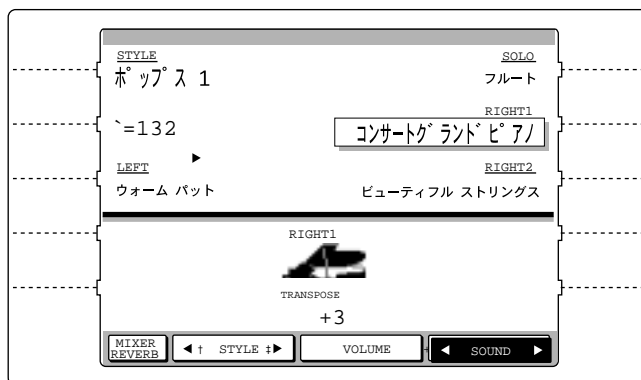 STYLE
SOLO
ポップス 1
フルート
RIGHT1
`=132
コンサートグランドピアノ
▶
LEFT
RIGHT2
ウォーム パット
ビューティフル ストリングス
RIGHT1
TRANSPOSE
+3
MIXER
REVERB
◀ † STYLE ‡▶
VOLUME
◀ SOUND ▶